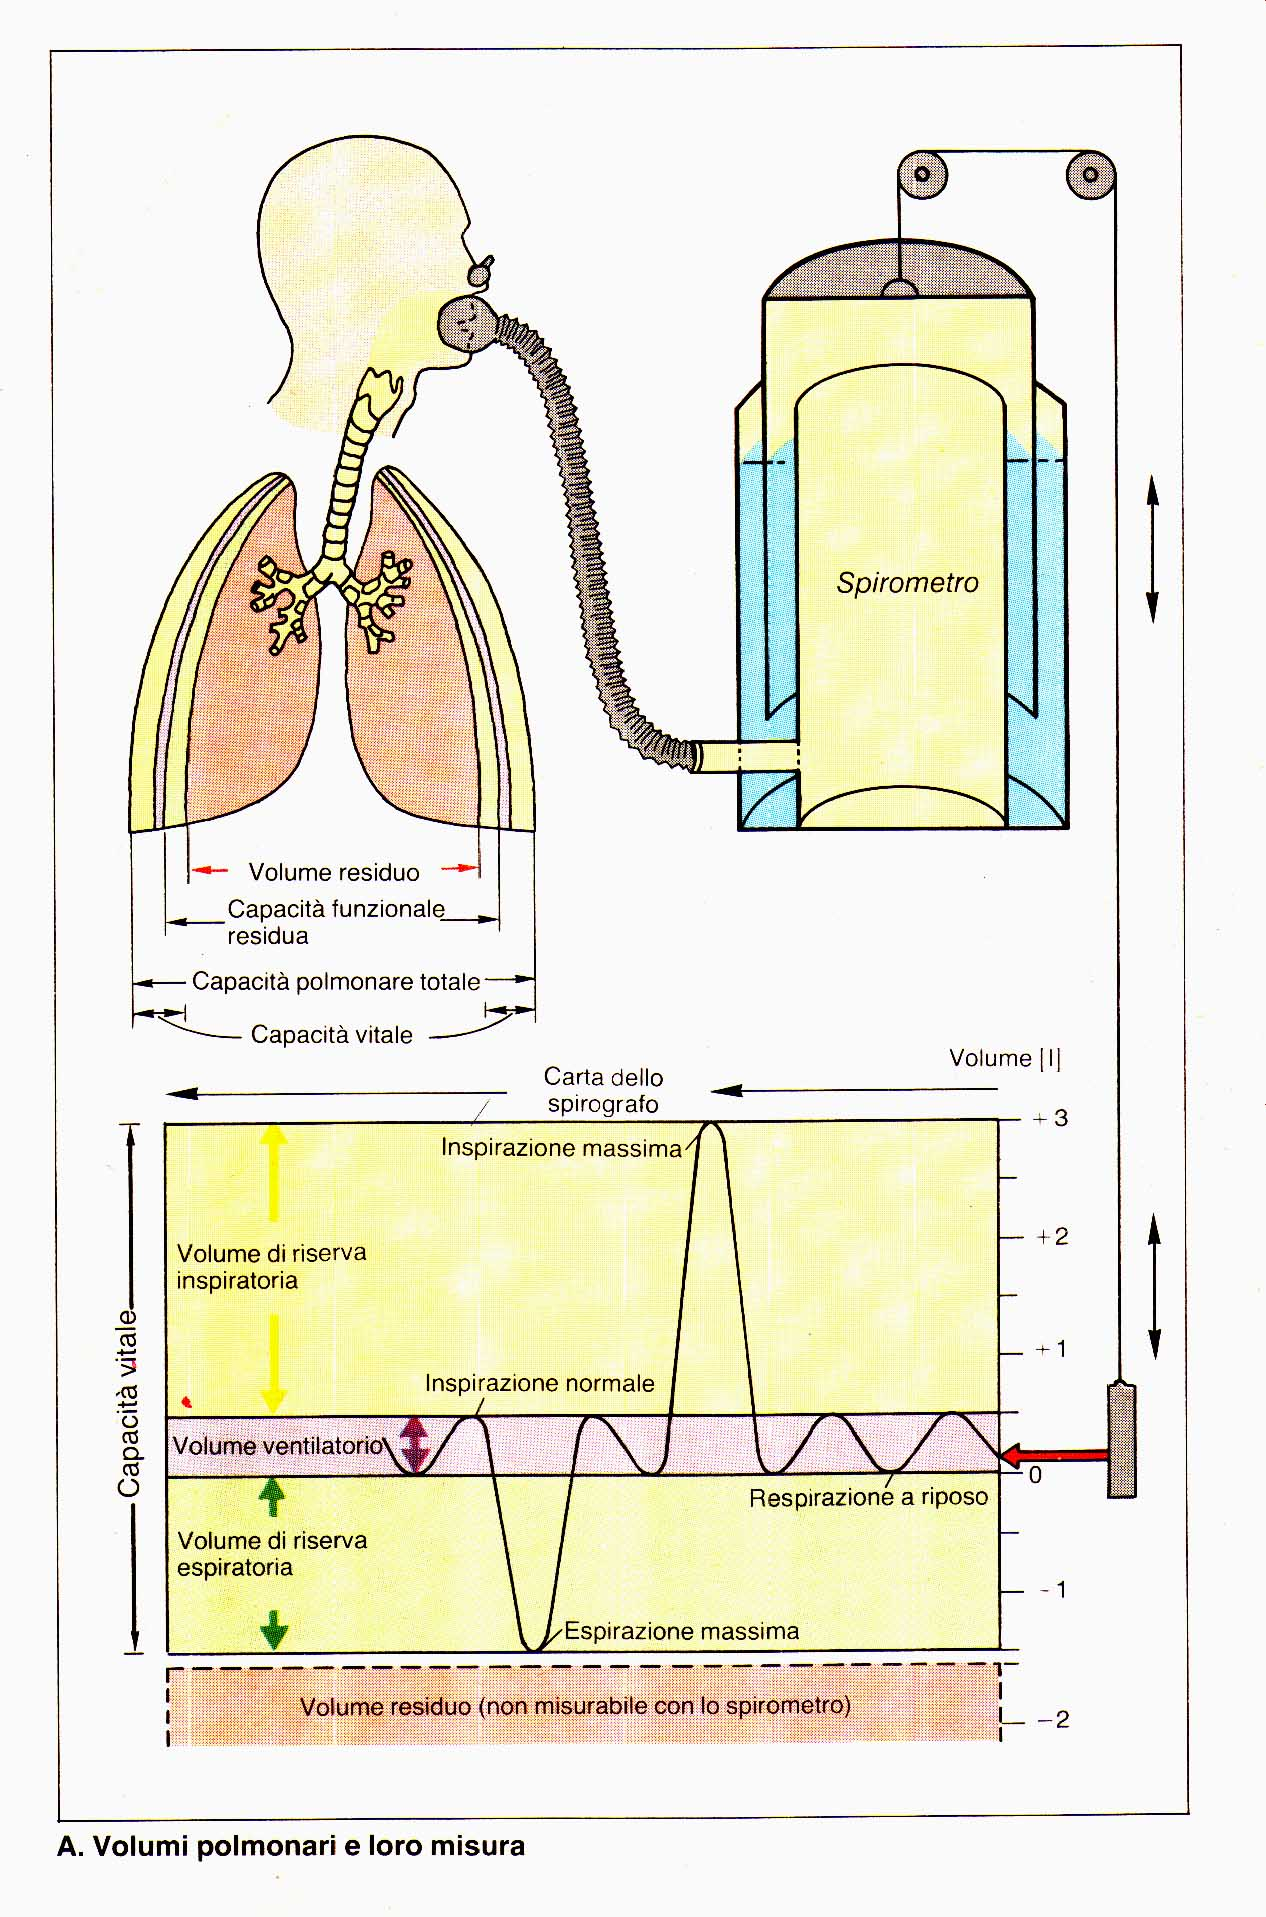 Spirometro
Volume residuo
Capacità funzionale
residua
Capacità polmonare totale
Capacità vitale
Volume [l]
Carta dello
spirografo
+3
Inspirazione massima
+2
Volume di riserva
inspiratoria
+1
Capacità vitale
Inspirazione normale
Volume ventilatorio
0
Respirazione a riposo
Volume di riserva
espiratoria
-1
Espirazione massima
Volume residuo (non misurabile con lo spirometro)
-2
A. Volumi polmonari e loro misura